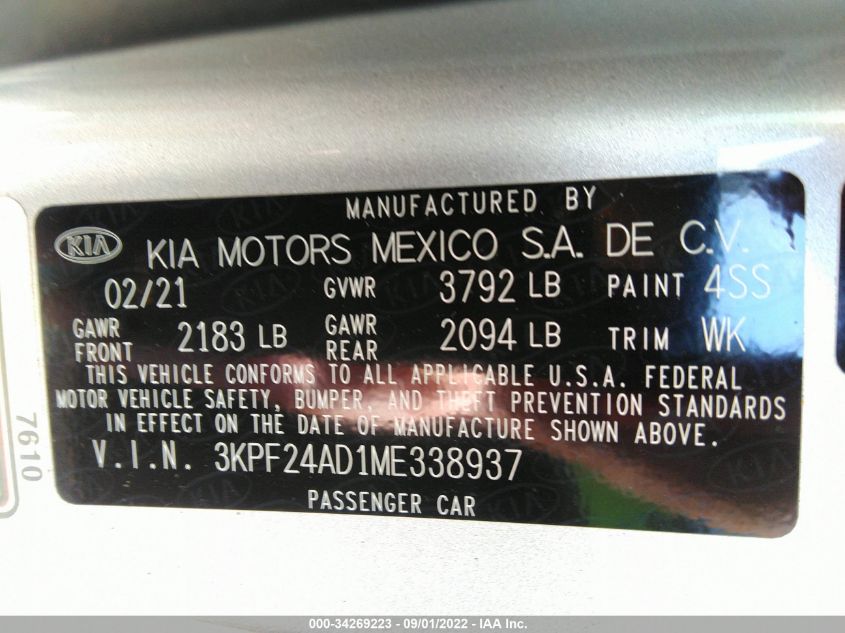 MANUFACTURED BY
KIA KIA MOTORS MEXICO S.A. DE C.V.
02/21 GVWR 3792 LB PAINT 4SS
GAWR FRONT 2183 LB GAWR REAR 2094 LB TRIM WK
THIS VEHICLE CONFORMS TO ALL APPLICABLE U.S.A. FEDERAL
MOTOR VEHICLE SAFETY, BUMPER, AND THEFT PREVENTION STANDARDS
IN EFFECT ON THE DATE OF MANUFACTURE SHOWN ABOVE.
V.I.N. 3KPF24AD1ME338937
PASSENGER CAR
7610
000-34269223 - 09/01/2022 - IAA Inc.